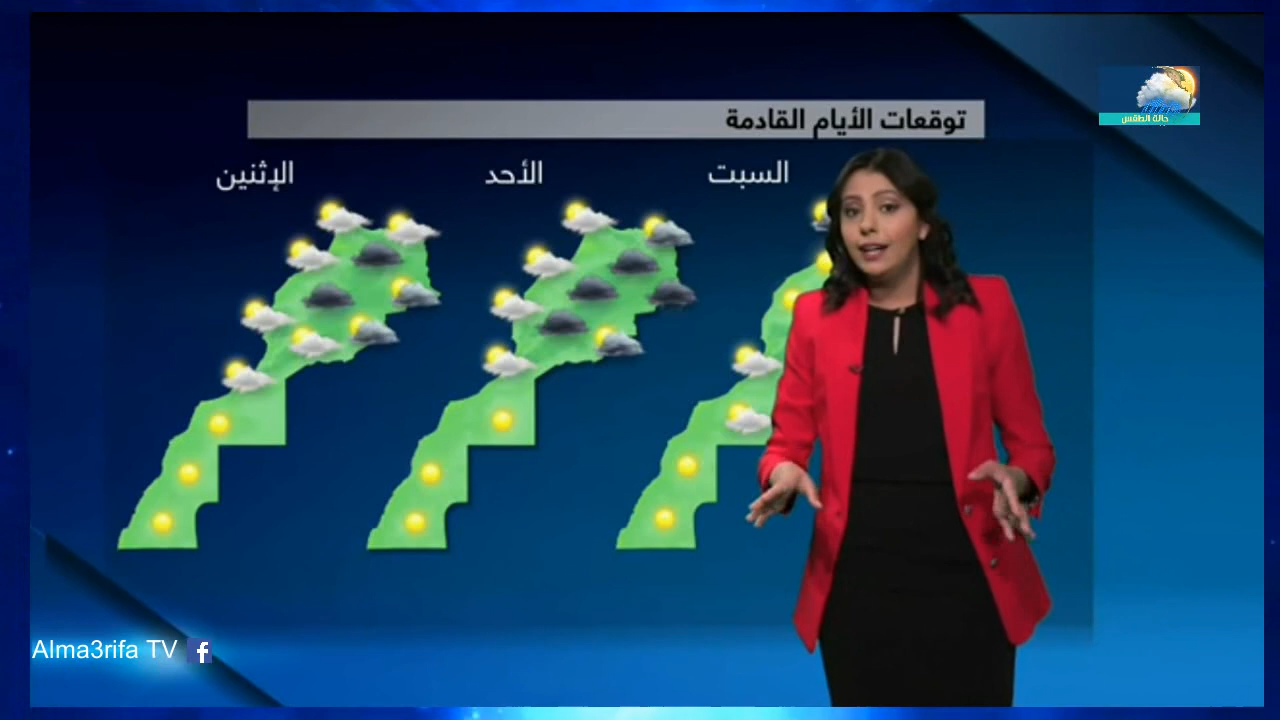 توقعات الأيام القادمة
السبت
الأحد
الإثنين
حالة الطقس
Alma3rifa TV